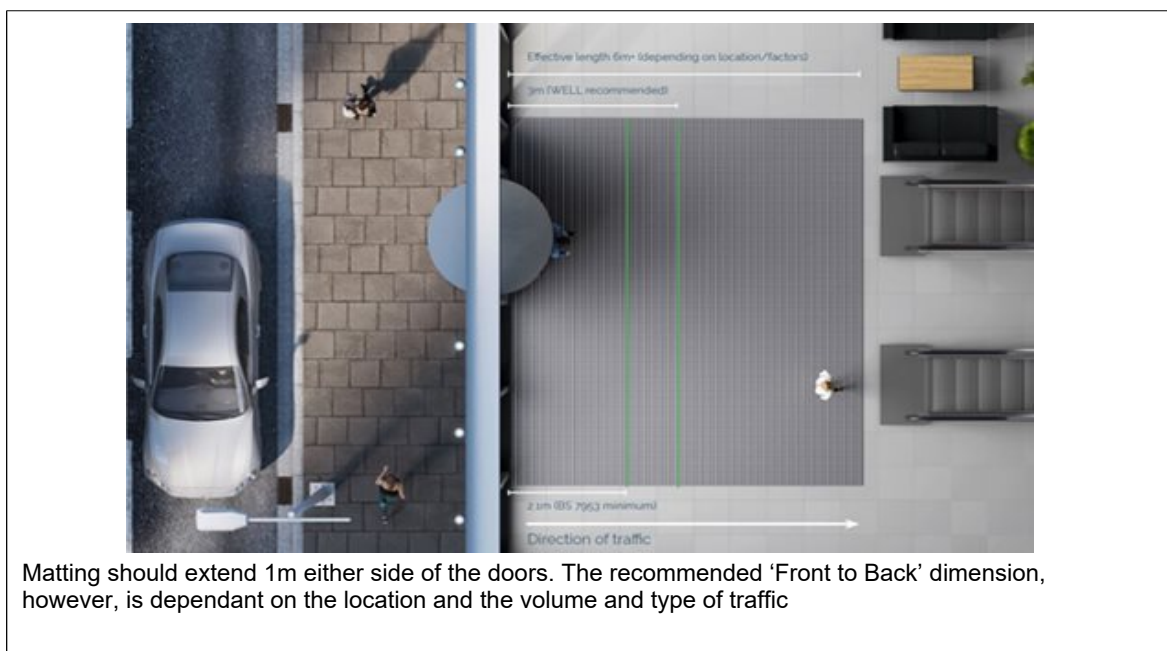 Effective length 6m+ (depending on location/factors)
3m (WELL recommended)
2.1m (BS 7953 minimum)
Direction of traffic
Matting should extend 1m either side of the doors. The recommended ‘Front to Back’ dimension,
however, is dependant on the location and the volume and type of traffic